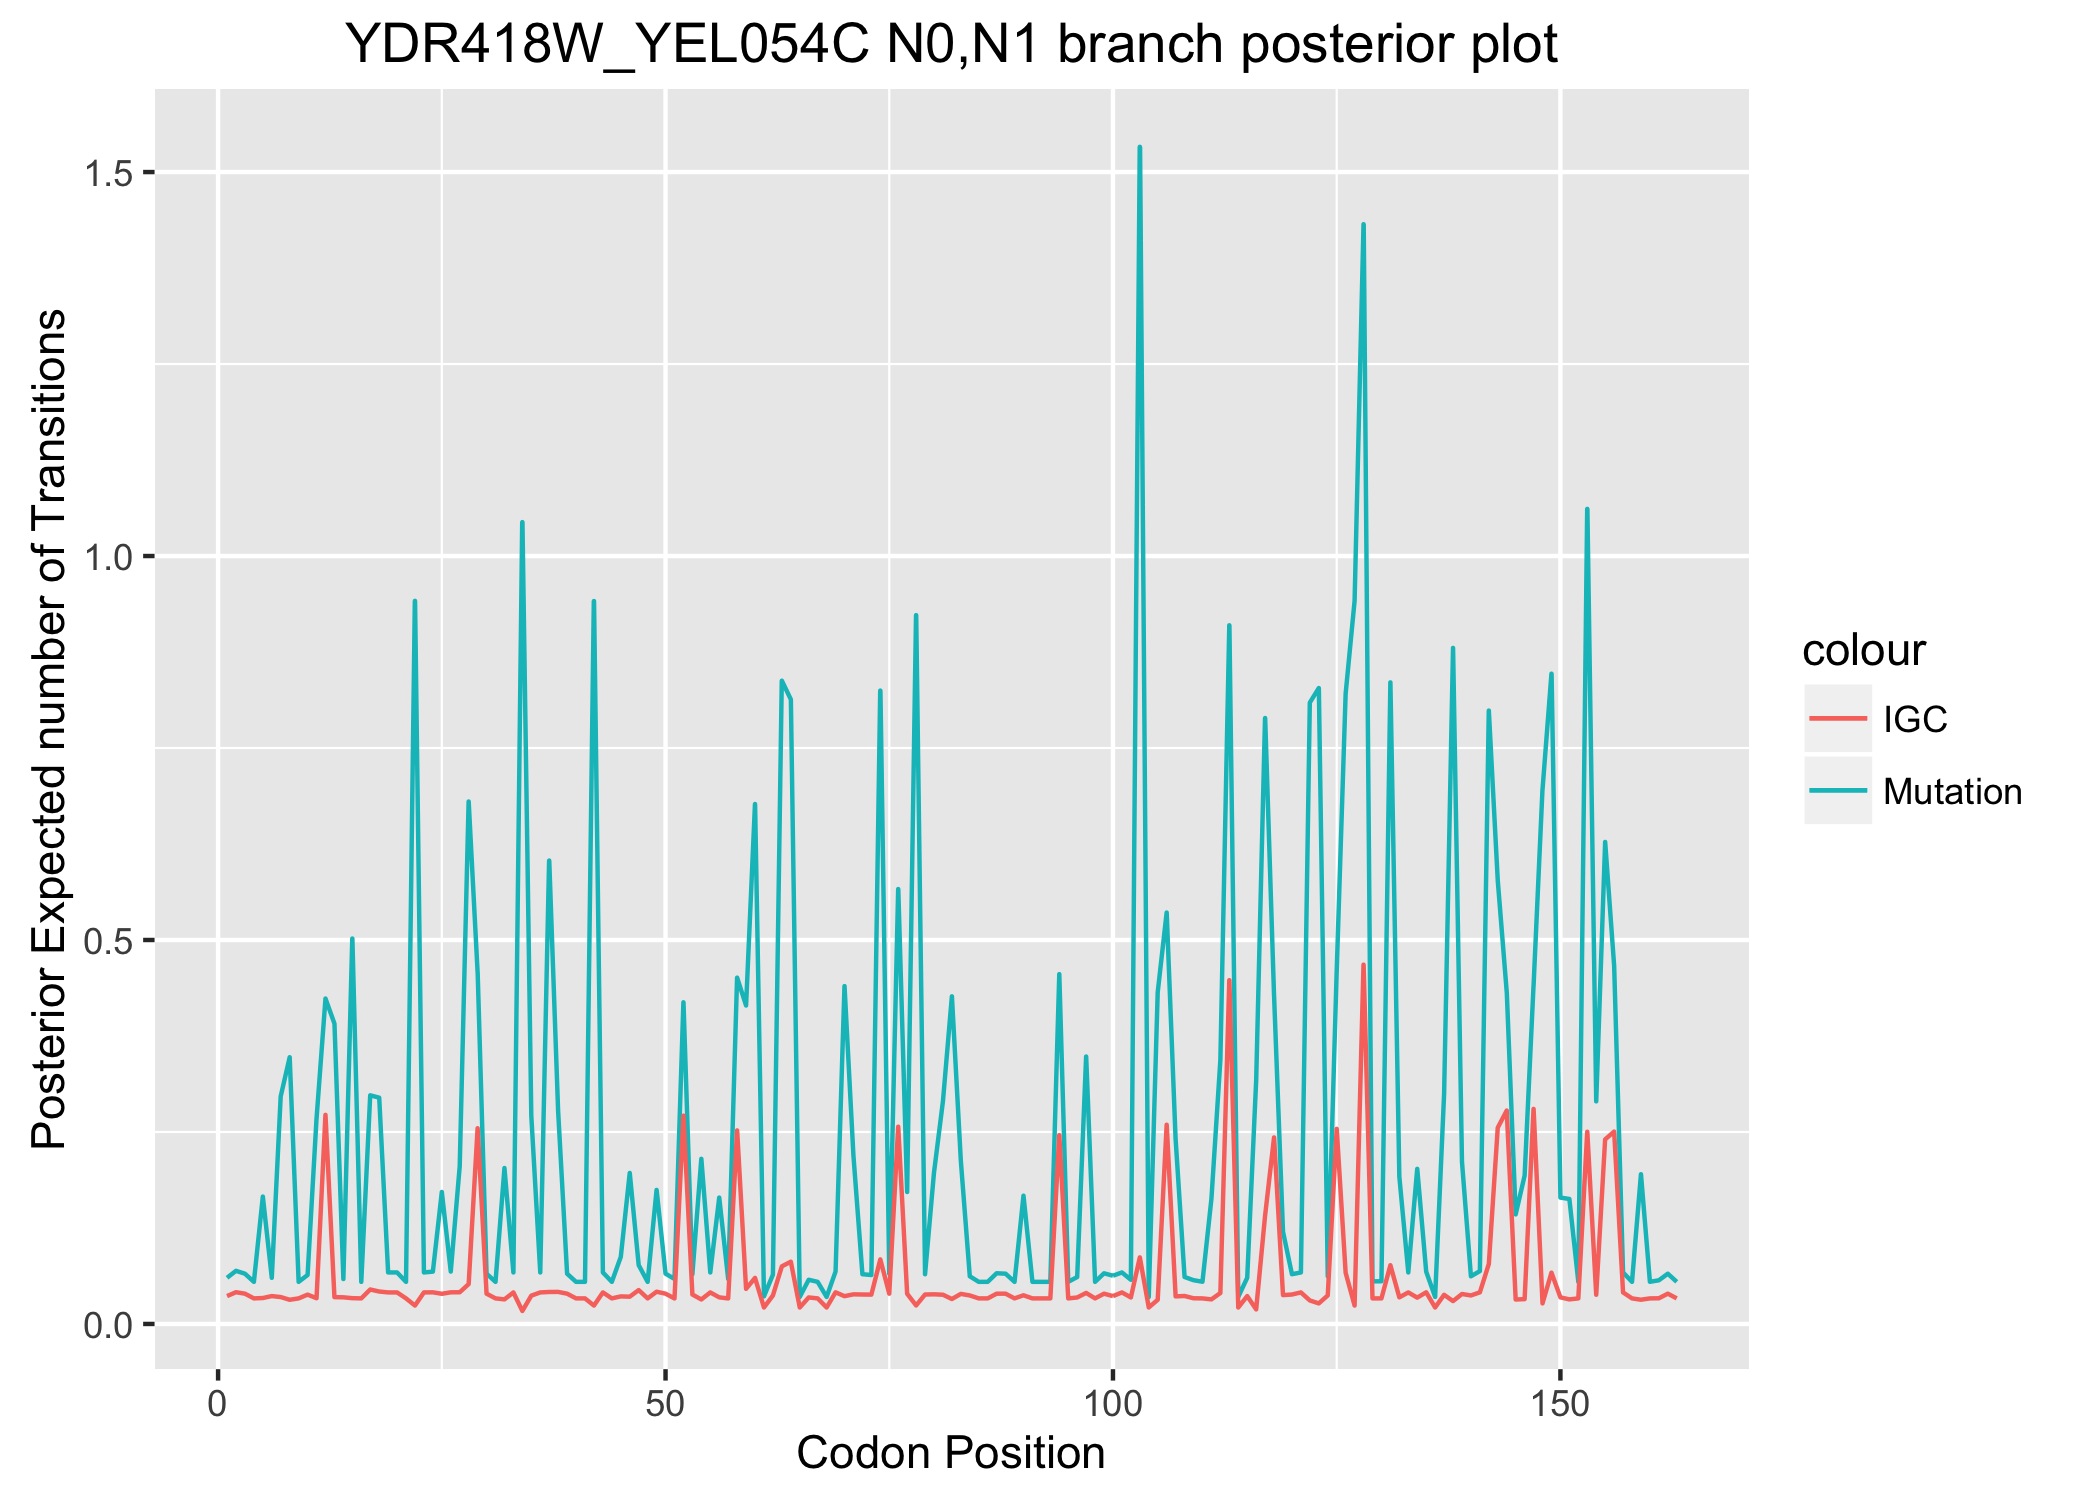 YDR418W_YEL054C N0,N1 branch posterior plot
Posterior Expected number of Transitions
1.5
1.0
0.5
0.0
0
50
100
150
Codon Position
colour
IGC
Mutation